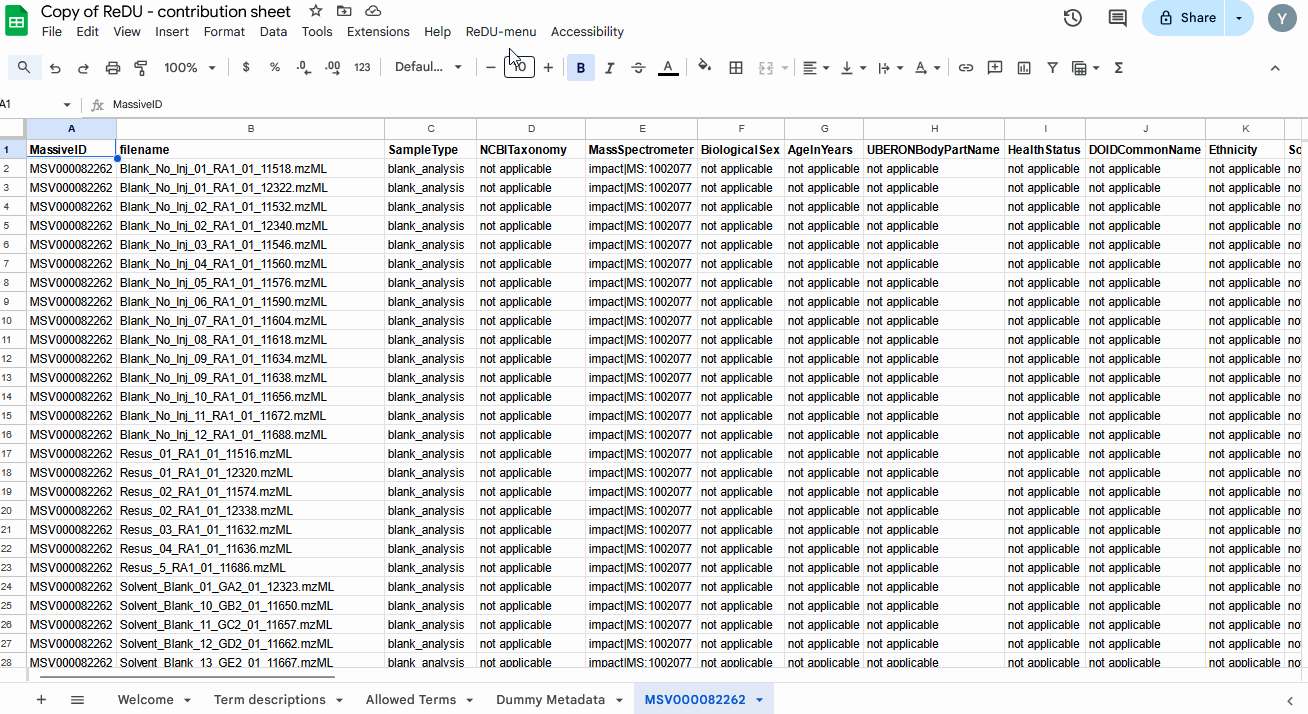 Copy of ReDU - contribution sheet
File Edit View Insert Format Data Tools Extensions Help ReDU-menu Accessibility
Share
Y
100% $ % .0 .00 123 Defaul... − 10 + B I A
A1 fx MassiveID
A B C D E F G H I J K
1 MassiveID filename SampleType NCBITaxonomy MassSpectrometer BiologicalSex AgeInYears UBERONBodyPartName HealthStatus DOIDCommonName Ethnicity So
2 MSV000082262 Blank_No_Inj_01_RA1_01_11518.mzML blank_analysis not applicable impact|MS:1002077 not applicable not applicable not applicable not applicable not applicable not applicable no
3 MSV000082262 Blank_No_Inj_01_RA1_01_12322.mzML blank_analysis not applicable impact|MS:1002077 not applicable not applicable not applicable not applicable not applicable not applicable no
4 MSV000082262 Blank_No_Inj_02_RA1_01_11532.mzML blank_analysis not applicable impact|MS:1002077 not applicable not applicable not applicable not applicable not applicable not applicable no
5 MSV000082262 Blank_No_Inj_02_RA1_01_12340.mzML blank_analysis not applicable impact|MS:1002077 not applicable not applicable not applicable not applicable not applicable not applicable no
6 MSV000082262 Blank_No_Inj_03_RA1_01_11546.mzML blank_analysis not applicable impact|MS:1002077 not applicable not applicable not applicable not applicable not applicable not applicable no
7 MSV000082262 Blank_No_Inj_04_RA1_01_11560.mzML blank_analysis not applicable impact|MS:1002077 not applicable not applicable not applicable not applicable not applicable not applicable no
8 MSV000082262 Blank_No_Inj_05_RA1_01_11576.mzML blank_analysis not applicable impact|MS:1002077 not applicable not applicable not applicable not applicable not applicable not applicable no
9 MSV000082262 Blank_No_Inj_06_RA1_01_11590.mzML blank_analysis not applicable impact|MS:1002077 not applicable not applicable not applicable not applicable not applicable not applicable no
10 MSV000082262 Blank_No_Inj_07_RA1_01_11604.mzML blank_analysis not applicable impact|MS:1002077 not applicable not applicable not applicable not applicable not applicable not applicable no
11 MSV000082262 Blank_No_Inj_08_RA1_01_11618.mzML blank_analysis not applicable impact|MS:1002077 not applicable not applicable not applicable not applicable not applicable not applicable no
12 MSV000082262 Blank_No_Inj_09_RA1_01_11634.mzML blank_analysis not applicable impact|MS:1002077 not applicable not applicable not applicable not applicable not applicable not applicable no
13 MSV000082262 Blank_No_Inj_09_RA1_01_11638.mzML blank_analysis not applicable impact|MS:1002077 not applicable not applicable not applicable not applicable not applicable not applicable no
14 MSV000082262 Blank_No_Inj_10_RA1_01_11656.mzML blank_analysis not applicable impact|MS:1002077 not applicable not applicable not applicable not applicable not applicable not applicable no
15 MSV000082262 Blank_No_Inj_11_RA1_01_11672.mzML blank_analysis not applicable impact|MS:1002077 not applicable not applicable not applicable not applicable not applicable not applicable no
16 MSV000082262 Blank_No_Inj_12_RA1_01_11688.mzML blank_analysis not applicable impact|MS:1002077 not applicable not applicable not applicable not applicable not applicable not applicable no
17 MSV000082262 Resus_01_RA1_01_11516.mzML blank_analysis not applicable impact|MS:1002077 not applicable not applicable not applicable not applicable not applicable not applicable no
18 MSV000082262 Resus_01_RA1_01_12320.mzML blank_analysis not applicable impact|MS:1002077 not applicable not applicable not applicable not applicable not applicable not applicable no
19 MSV000082262 Resus_02_RA1_01_11574.mzML blank_analysis not applicable impact|MS:1002077 not applicable not applicable not applicable not applicable not applicable not applicable no
20 MSV000082262 Resus_02_RA1_01_12338.mzML blank_analysis not applicable impact|MS:1002077 not applicable not applicable not applicable not applicable not applicable not applicable no
21 MSV000082262 Resus_03_RA1_01_11632.mzML blank_analysis not applicable impact|MS:1002077 not applicable not applicable not applicable not applicable not applicable not applicable no
22 MSV000082262 Resus_04_RA1_01_11636.mzML blank_analysis not applicable impact|MS:1002077 not applicable not applicable not applicable not applicable not applicable not applicable no
23 MSV000082262 Resus_5_RA1_01_11686.mzML blank_analysis not applicable impact|MS:1002077 not applicable not applicable not applicable not applicable not applicable not applicable no
24 MSV000082262 Solvent_Blank_01_GA2_01_12323.mzML blank_analysis not applicable impact|MS:1002077 not applicable not applicable not applicable not applicable not applicable not applicable no
25 MSV000082262 Solvent_Blank_10_GB2_01_11650.mzML blank_analysis not applicable impact|MS:1002077 not applicable not applicable not applicable not applicable not applicable not applicable no
26 MSV000082262 Solvent_Blank_11_GC2_01_11657.mzML blank_analysis not applicable impact|MS:1002077 not applicable not applicable not applicable not applicable not applicable not applicable no
27 MSV000082262 Solvent_Blank_12_GD2_01_11662.mzML blank_analysis not applicable impact|MS:1002077 not applicable not applicable not applicable not applicable not applicable not applicable no
28 MSV000082262 Solvent_Blank_13_GE2_01_11667.mzML blank_analysis not applicable impact|MS:1002077 not applicable not applicable not applicable not applicable not applicable not applicable no
Welcome Term descriptions Allowed Terms Dummy Metadata MSV000082262